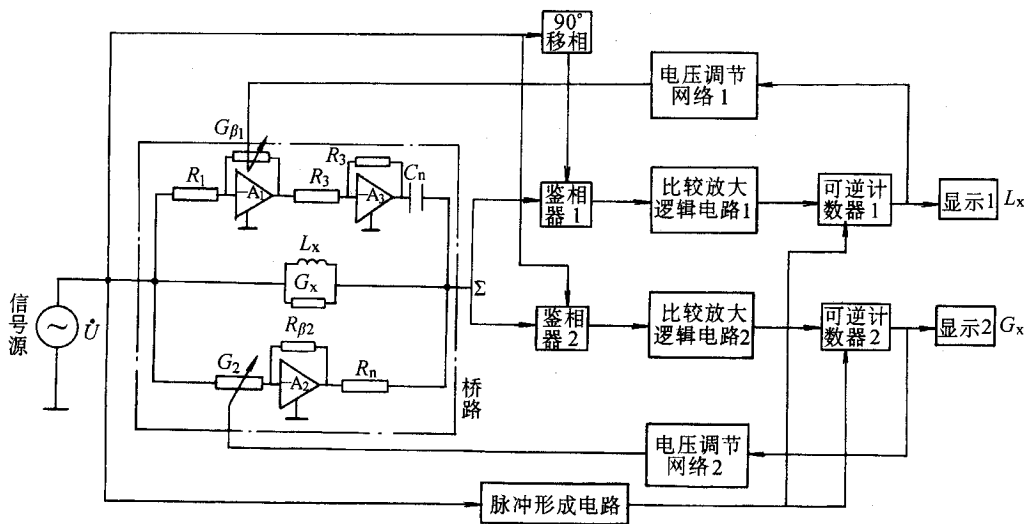 90°
移相
电压调节
网络1
Gβ1
R1
-A1
R3
R3
-A3
Cn
鉴相
器1
比较放大
逻辑电路1
可逆计
数器1
显示1
Lx
Lx
Gx
Σ
信号源
~
U̇
鉴相
器2
比较放大
逻辑电路2
可逆计
数器2
显示2
Gx
G2
Rβ2
-A2
Rn
桥路
电压调节
网络2
脉冲形成电路